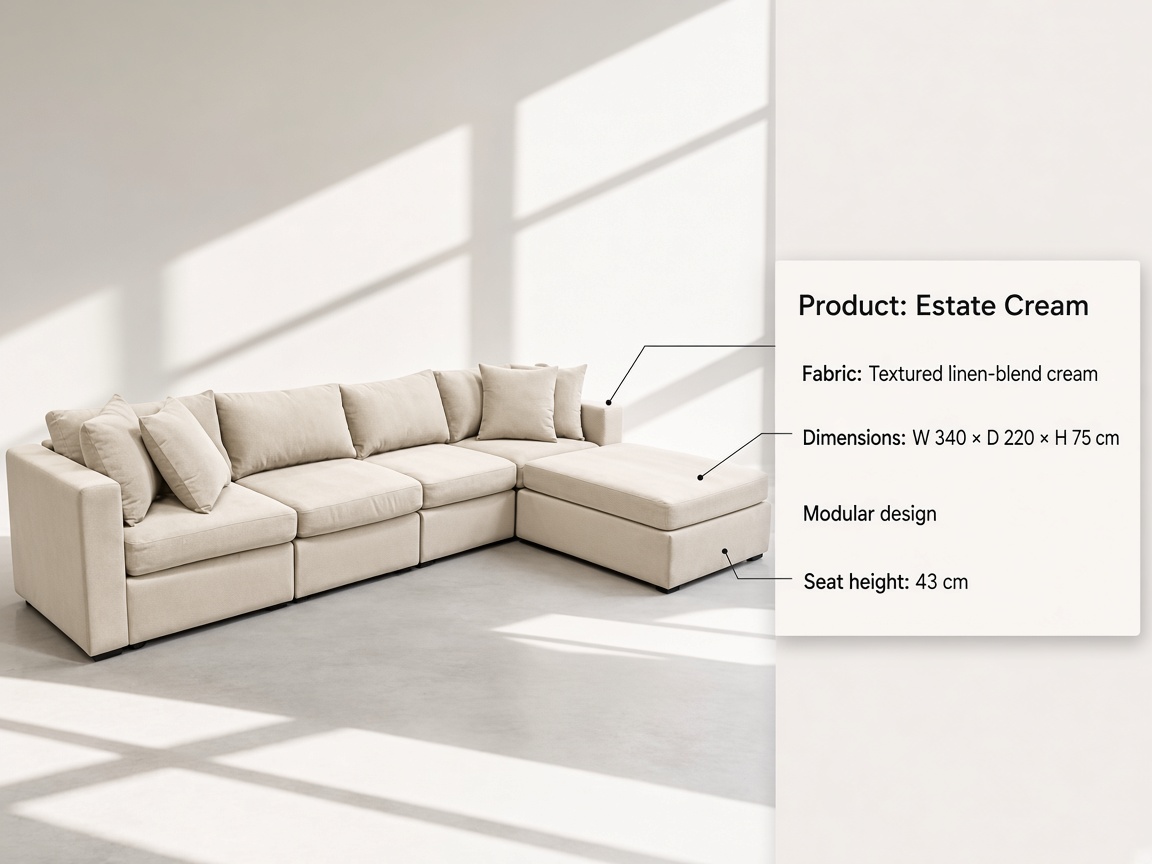 Product: Estate Cream
Fabric: Textured linen-blend cream
Dimensions: W 340 × D 220 × H 75 cm
Modular design
Seat height: 43 cm